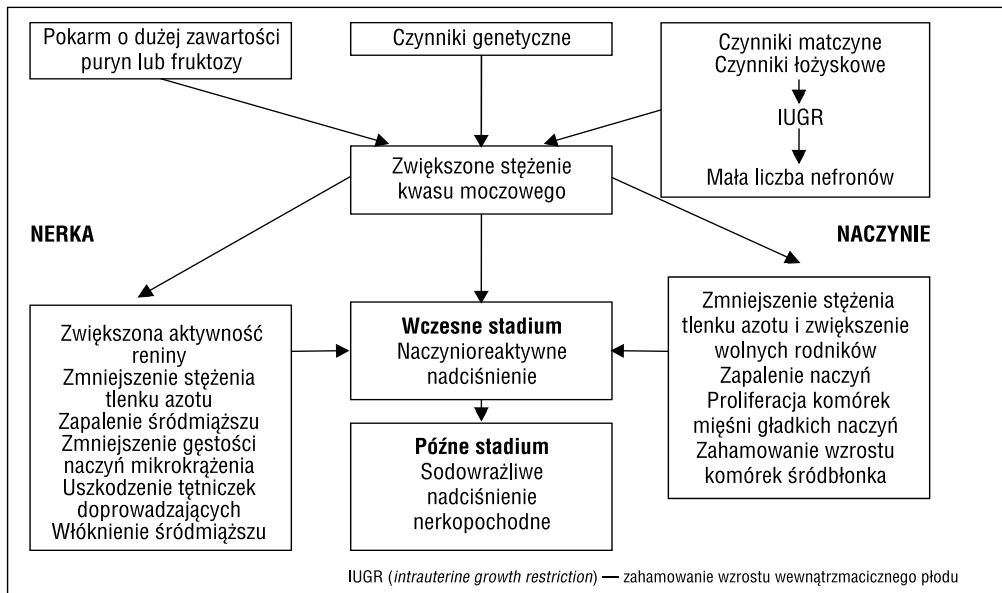 Pokarm o dużej zawartości
puryn lub fruktozy
Czynniki genetyczne
Czynniki matczyne
Czynniki łożyskowe
IUGR
Mała liczba nefronów
Zwiększone stężenie
kwasu moczowego
NERKA
NACZYNIE
Zwiększona aktywność
reniny
Zmniejszenie stężenia
tlenku azotu
Zapalenie śródmiąższu
Zmniejszenie gęstości
naczyń mikrokrążenia
Uszkodzenie tętniczek
doprowadzających
Włóknienie śródmiąższu
Wczesne stadium
Naczynioreaktywne
nadciśnienie
Późne stadium
Sodowrażliwe
nadciśnienie
nerkopochodne
Zmniejszenie stężenia
tlenku azotu i zwiększenie
wolnych rodników
Zapalenie naczyń
Proliferacja komórek
mięśni gładkich naczyń
Zahamowanie wzrostu
komórek śródbłonka
IUGR (intrauterine growth restriction) — zahamowanie wzrostu wewnątrzmacicznego płodu